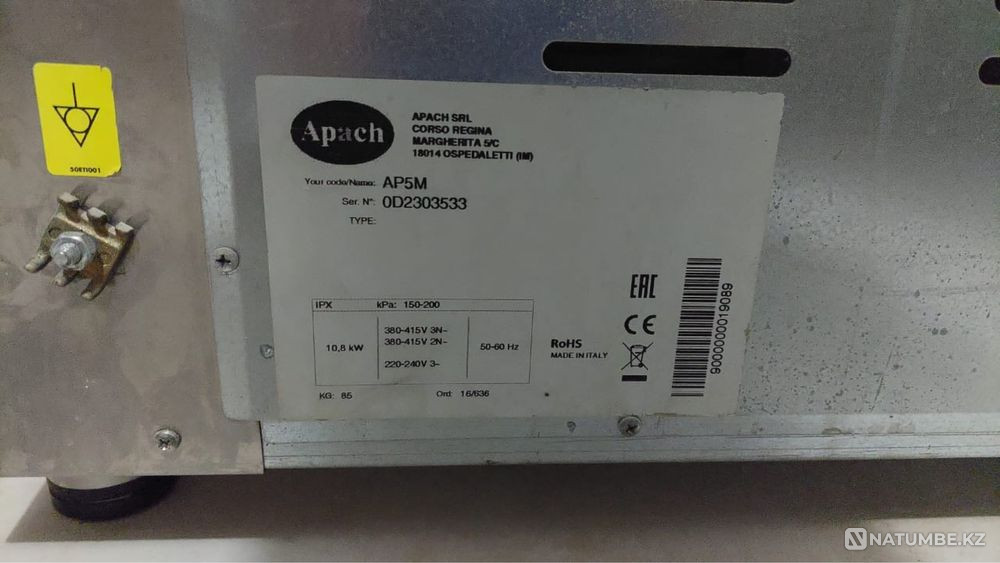 Apach
APACH SRL
CORSO REGINA
MARGHERITA 5/C
18014 OSPEDALETTI (IM)
Your code/Name: AP5M
Ser. N°: 0D2303533
TYPE:
IPX kPa: 150-200
10,8 kW
380-415V 3N~
380-415V 2N~
220-240V 3~
50-60 Hz
KG: 85 Ord: 16/636
EAC
CE
RoHS
MADE IN ITALY
9000000019089
50ETI001
NATUMBE.KZ